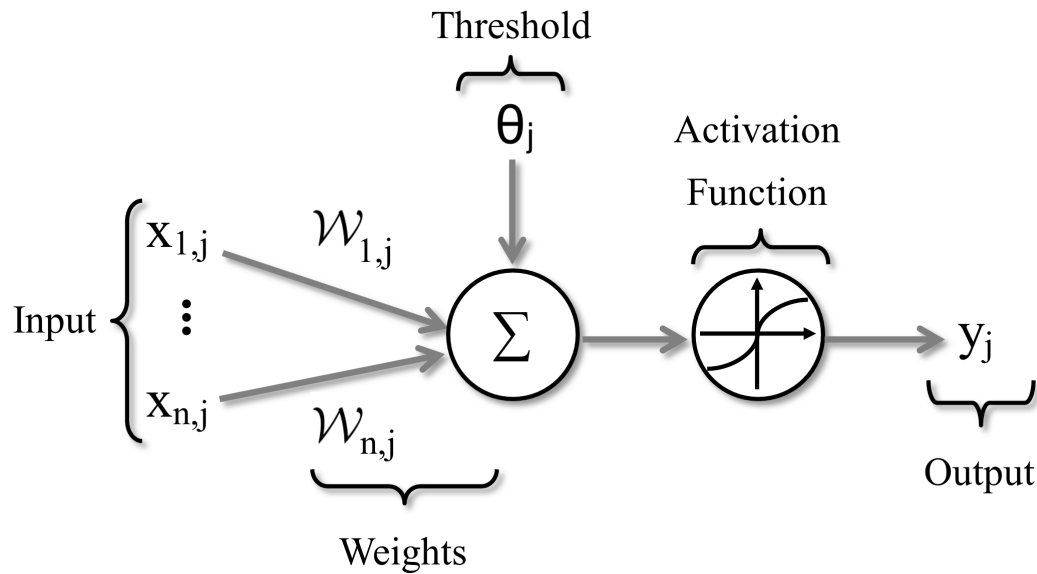 Threshold
θj
Activation
Function
x1,j
W1,j
Input
⋮
Σ
yj
xn,j
Wn,j
Output
Weights